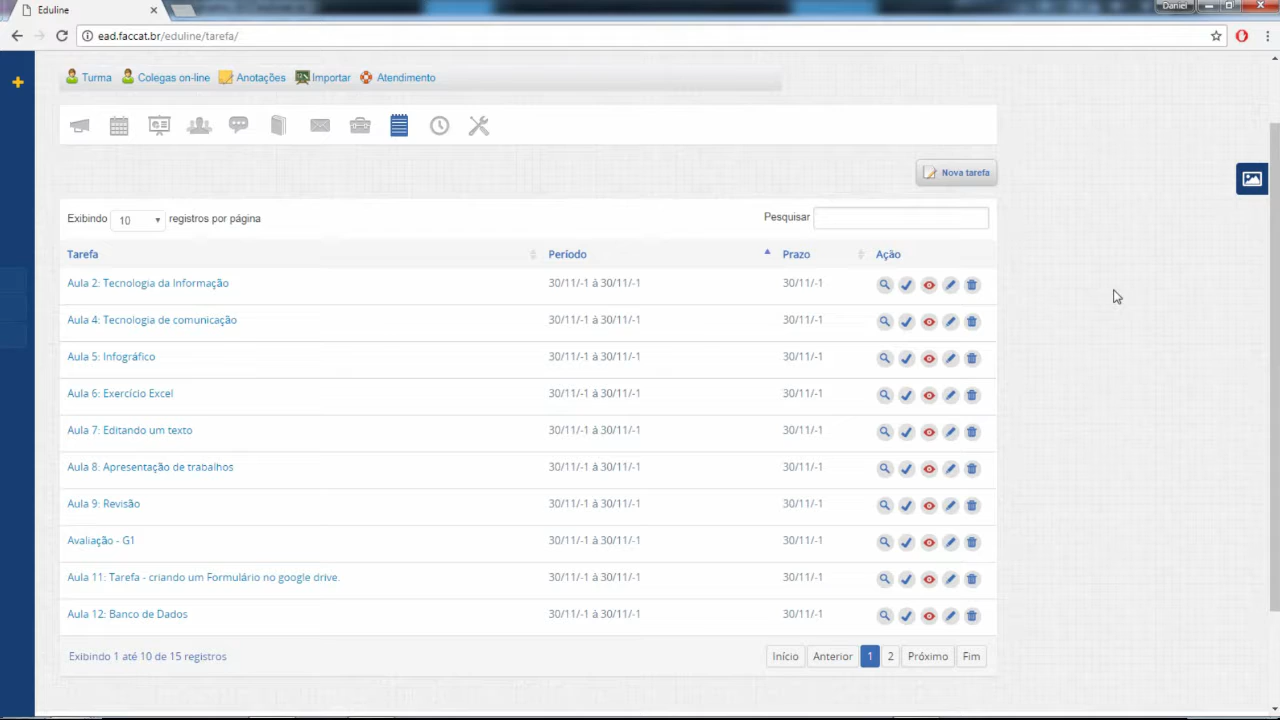 Eduline
Daniel
ead.faccat.br/eduline/tarefa/
Turma Colegas on-line Anotações Importar Atendimento
Nova tarefa
Exibindo 10 registros por página
Pesquisar
Tarefa Período Prazo Ação
Aula 2: Tecnologia da Informação 30/11/-1 à 30/11/-1 30/11/-1
Aula 4: Tecnologia de comunicação 30/11/-1 à 30/11/-1 30/11/-1
Aula 5: Infográfico 30/11/-1 à 30/11/-1 30/11/-1
Aula 6: Exercício Excel 30/11/-1 à 30/11/-1 30/11/-1
Aula 7: Editando um texto 30/11/-1 à 30/11/-1 30/11/-1
Aula 8: Apresentação de trabalhos 30/11/-1 à 30/11/-1 30/11/-1
Aula 9: Revisão 30/11/-1 à 30/11/-1 30/11/-1
Avaliação - G1 30/11/-1 à 30/11/-1 30/11/-1
Aula 11: Tarefa - criando um Formulário no google drive. 30/11/-1 à 30/11/-1 30/11/-1
Aula 12: Banco de Dados 30/11/-1 à 30/11/-1 30/11/-1
Exibindo 1 até 10 de 15 registros
Início Anterior 1 2 Próximo Fim